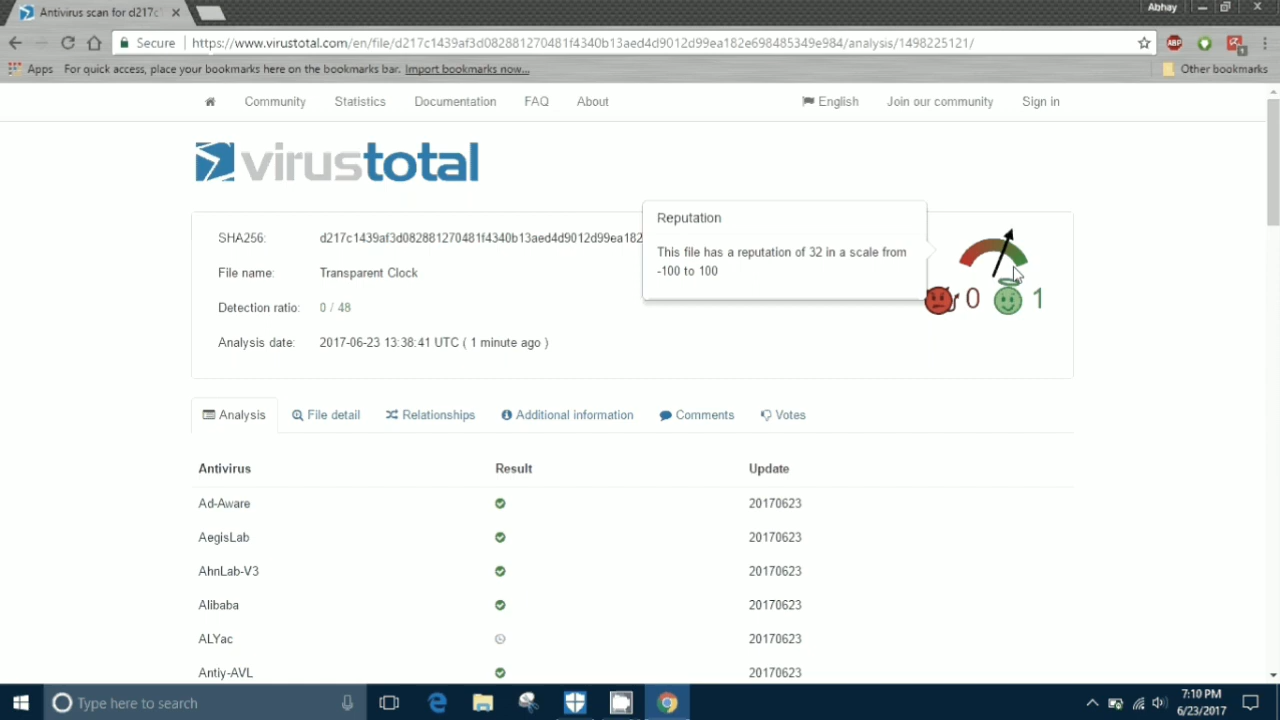 Antivirus scan for d217c1
Abhay
Secure
https://www.virustotal.com/en/file/d217c1439af3d082881270481f4340b13aed4d9012d99ea182e698485349e984/analysis/1498225121/
ABP
1
Apps
For quick access, place your bookmarks here on the bookmarks bar. Import bookmarks now...
Other bookmarks
Community Statistics Documentation FAQ About
English Join our community Sign in
virustotal
SHA256: d217c1439af3d082881270481f4340b13aed4d9012d99ea182
File name: Transparent Clock
Detection ratio: 0 / 48
Analysis date: 2017-06-23 13:38:41 UTC ( 1 minute ago )
Reputation
This file has a reputation of 32 in a scale from
-100 to 100
0 1
Analysis File detail Relationships Additional information Comments Votes
Antivirus Result Update
Ad-Aware 20170623
AegisLab 20170623
AhnLab-V3 20170623
Alibaba 20170623
ALYac 20170623
Antiy-AVL 20170623
Type here to search
7:10 PM
6/23/2017